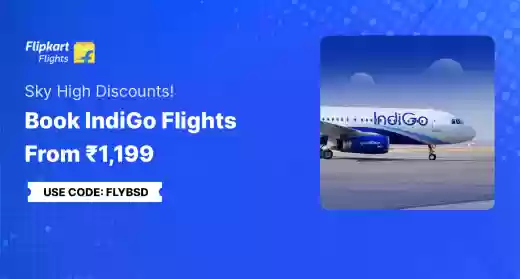 Flipkart
Flights
Sky High Discounts!
Book IndiGo Flights
From ₹1,199
USE CODE: FLYBSD
IndiGo